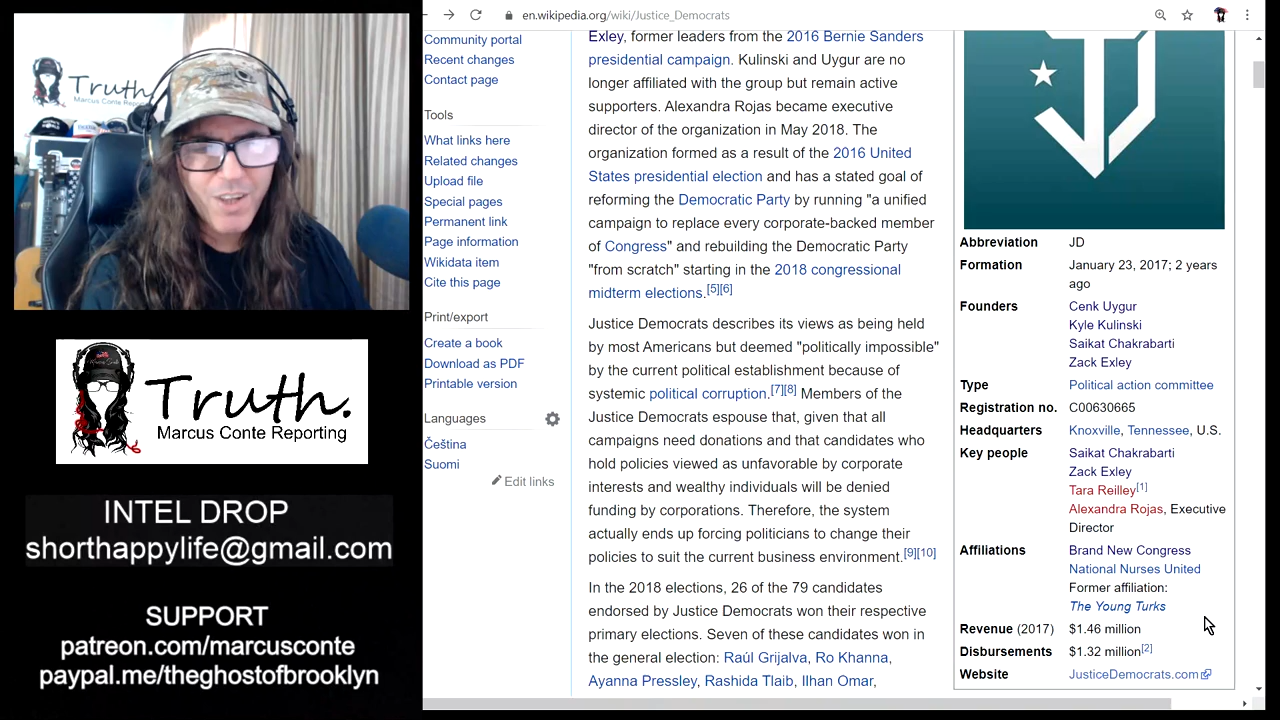 Truth.
Marcus Conte Reporting
Truth.
Marcus Conte Reporting
INTEL DROP
shorthappylife@gmail.com
SUPPORT
patreon.com/marcusconte
paypal.me/theghostofbrooklyn
en.wikipedia.org/wiki/Justice_Democrats
Community portal
Recent changes
Contact page
Tools
What links here
Related changes
Upload file
Special pages
Permanent link
Page information
Wikidata item
Cite this page
Print/export
Create a book
Download as PDF
Printable version
Languages
Čeština
Suomi
Edit links
Exley, former leaders from the 2016 Bernie Sanders
presidential campaign. Kulinski and Uygur are no
longer affiliated with the group but remain active
supporters. Alexandra Rojas became executive
director of the organization in May 2018. The
organization formed as a result of the 2016 United
States presidential election and has a stated goal of
reforming the Democratic Party by running "a unified
campaign to replace every corporate-backed member
of Congress" and rebuilding the Democratic Party
"from scratch" starting in the 2018 congressional
midterm elections.[5][6]
Justice Democrats describes its views as being held
by most Americans but deemed "politically impossible"
by the current political establishment because of
systemic political corruption.[7][8] Members of the
Justice Democrats espouse that, given that all
campaigns need donations and that candidates who
hold policies viewed as unfavorable by corporate
interests and wealthy individuals will be denied
funding by corporations. Therefore, the system
actually ends up forcing politicians to change their
policies to suit the current business environment.[9][10]
In the 2018 elections, 26 of the 79 candidates
endorsed by Justice Democrats won their respective
primary elections. Seven of these candidates won in
the general election: Raúl Grijalva, Ro Khanna,
Ayanna Pressley, Rashida Tlaib, Ilhan Omar,
Abbreviation JD
Formation January 23, 2017; 2 years
ago
Founders Cenk Uygur
Kyle Kulinski
Saikat Chakrabarti
Zack Exley
Type Political action committee
Registration no. C00630665
Headquarters Knoxville, Tennessee, U.S.
Key people Saikat Chakrabarti
Zack Exley
Tara Reilley[1]
Alexandra Rojas, Executive
Director
Affiliations Brand New Congress
National Nurses United
Former affiliation:
The Young Turks
Revenue (2017) $1.46 million
Disbursements $1.32 million[2]
Website JusticeDemocrats.com